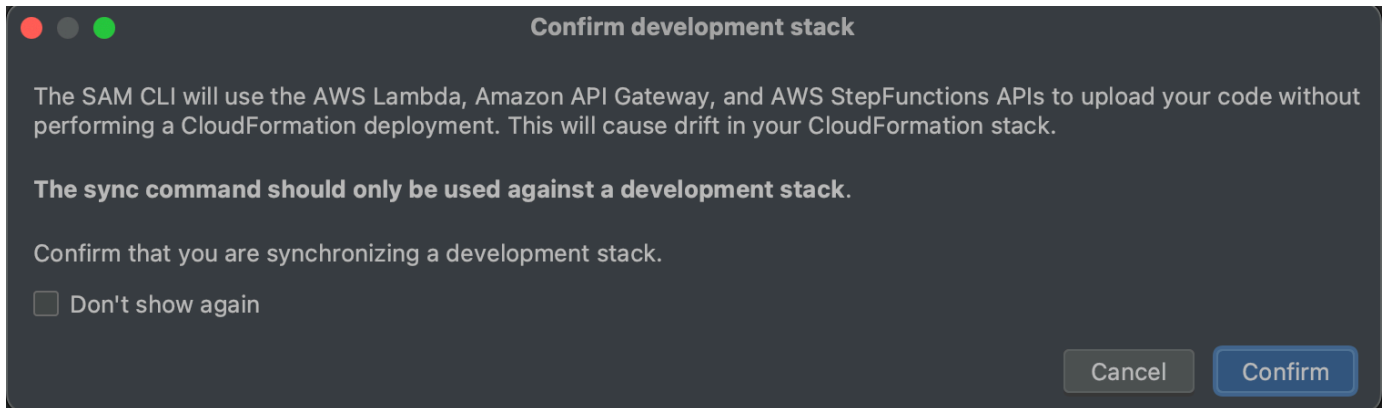 Confirm development stack
The SAM CLI will use the AWS Lambda, Amazon API Gateway, and AWS StepFunctions APIs to upload your code without
performing a CloudFormation deployment. This will cause drift in your CloudFormation stack.
The sync command should only be used against a development stack.
Confirm that you are synchronizing a development stack.
Don't show again
Cancel Confirm